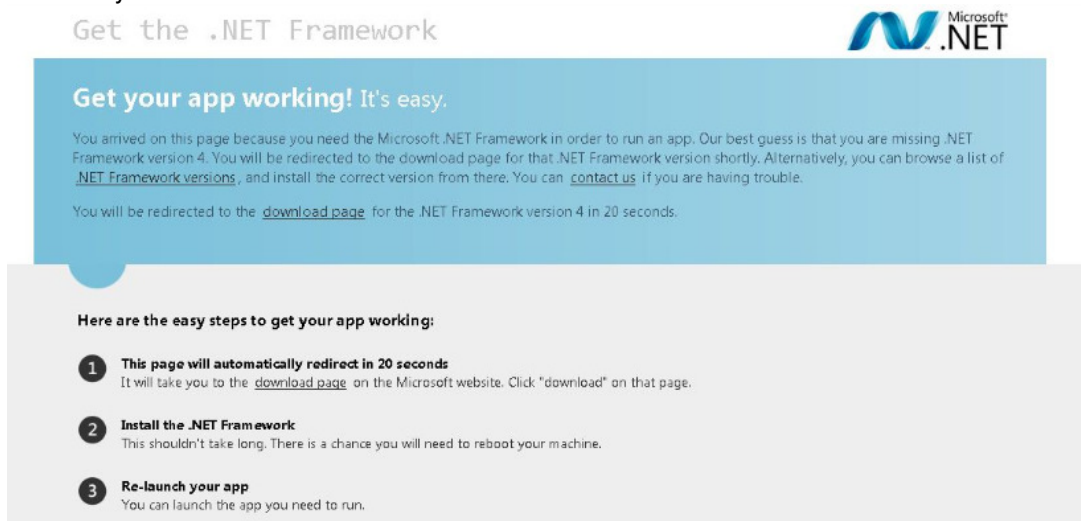 Get the .NET Framework
Microsoft®
.NET
Get your app working! It's easy.
You arrived on this page because you need the Microsoft .NET Framework in order to run an app. Our best guess is that you are missing .NET
Framework version 4. You will be redirected to the download page for that .NET Framework version shortly. Alternatively, you can browse a list of
.NET Framework versions, and install the correct version from there. You can contact us if you are having trouble.
You will be redirected to the download page for the .NET Framework version 4 in 20 seconds.
Here are the easy steps to get your app working:
1 This page will automatically redirect in 20 seconds
It will take you to the download page on the Microsoft website. Click "download" on that page.
2 Install the .NET Framework
This shouldn't take long. There is a chance you will need to reboot your machine.
3 Re-launch your app
You can launch the app you need to run.